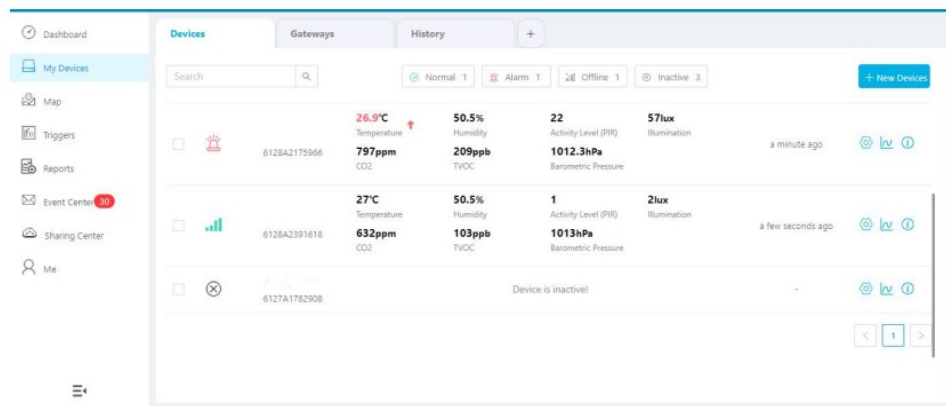 Dashboard
My Devices
Map
Triggers
Reports
Event Center 30
Sharing Center
Me
Devices
Gateways
History
+
Search
Normal 1
Alarm 1
Offline 1
Inactive 3
+ New Devices
6128A2175966
26.9℃
Temperature
50.5%
Humidity
22
Activity Level (PIR)
57lux
Illumination
797ppm
CO2
209ppb
TVOC
1012.3hPa
Barometric Pressure
a minute ago
6128A2391618
27℃
Temperature
50.5%
Humidity
1
Activity Level (PIR)
2lux
Illumination
632ppm
CO2
103ppb
TVOC
1013hPa
Barometric Pressure
a few seconds ago
6127A1782908
Device is inactive!
-
< 1 >